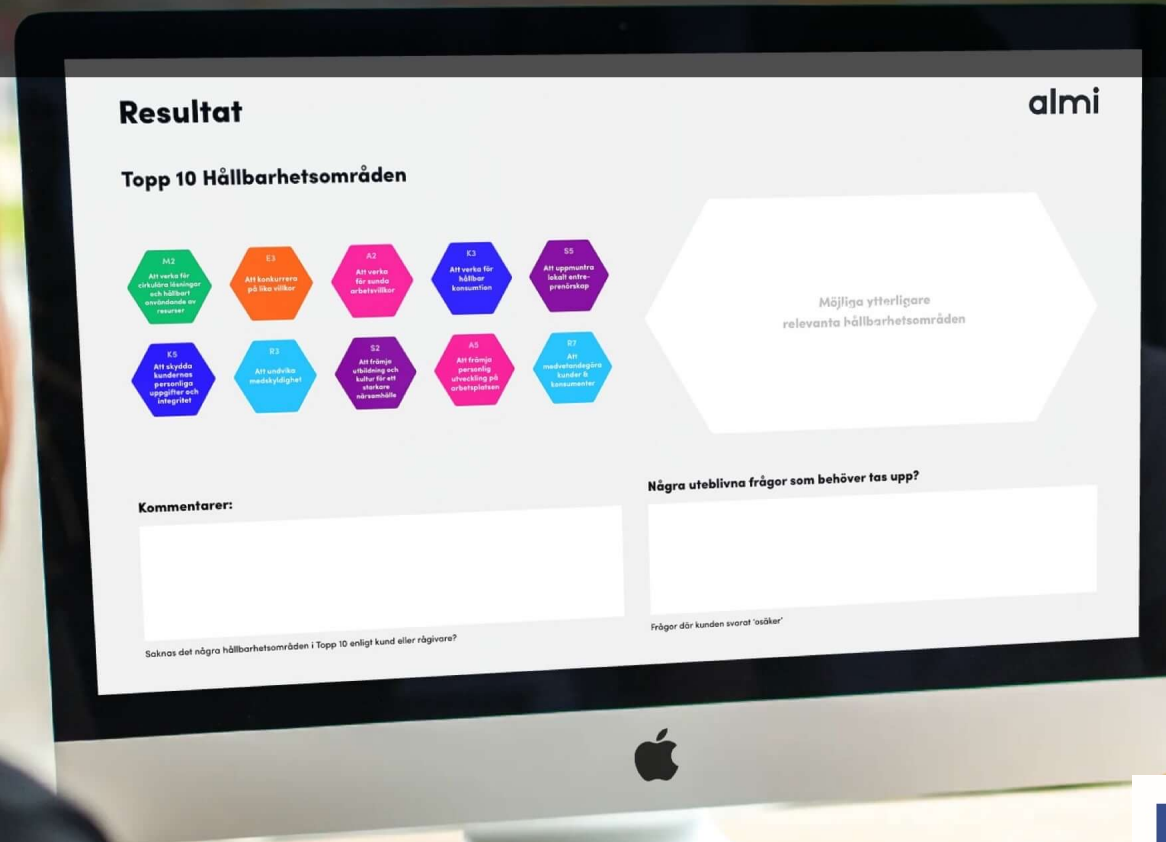 Resultat
almi
Topp 10 Hållbarhetsområden
M2
Att verka för
cirkulära lösningar
och hållbart
användande av
resurser
E3
Att konkurrera
på lika villkor
A2
Att verka
för sunda
arbetsvillkor
K3
Att verka för
hållbar
konsumtion
S5
Att uppmuntra
lokalt entre-
prenörskap
K5
Att skydda
kundernas
personliga
uppgifter och
integritet
R3
Att undvika
medskyldighet
S2
Att främja
utbildning och
kultur för ett
starkare
närsamhälle
A5
Att främja
personlig
utveckling på
arbetsplatsen
R7
Att
medvetandegöra
kunder &
konsumenter
Möjliga ytterligare
relevanta hållbarhetsområden
Kommentarer:
Saknas det några hållbarhetsområden i Topp 10 enligt kund eller rågivare?
Några uteblivna frågor som behöver tas upp?
Frågor där kunden svarat 'osäker'